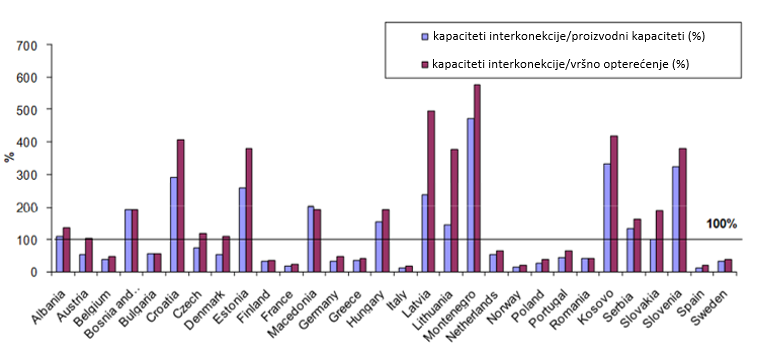 kapaciteti interkonekcije/proizvodni kapaciteti (%)
kapaciteti interkonekcije/vršno opterećenje (%)
700
600
500
400
300
200
100
0
%
100%
Albania
Austria
Belgium
Bosnia and...
Bulgaria
Croatia
Czech
Denmark
Estonia
Finland
France
Macedonia
Germany
Greece
Hungary
Italy
Latvia
Lithuania
Montenegro
Netherlands
Norway
Poland
Portugal
Romania
Kosovo
Serbia
Slovakia
Slovenia
Spain
Sweden